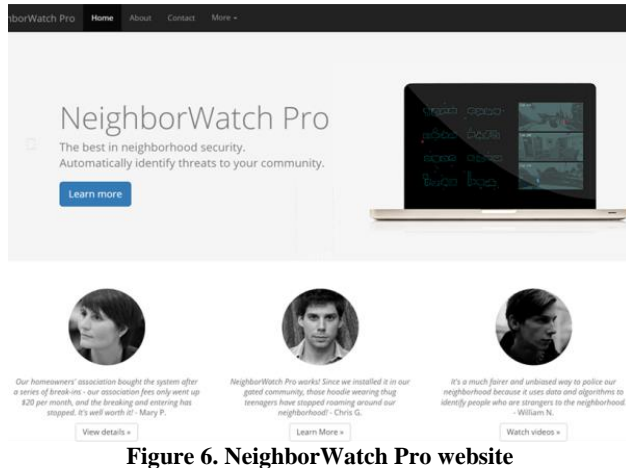 hborWatch Pro Home About Contact More
NeighborWatch Pro
The best in neighborhood security.
Automatically identify threats to your community.
Learn more
Our homeowners' association bought the system after
a series of break-ins - our association fees only went up
$20 per month, and the breaking and entering has
stopped. It's well worth it! - Mary P.
View details »
NeighborWatch Pro works! Since we installed it in our
gated community, those hoodie wearing thug
teenagers have stopped roaming around our
neighborhood! - Chris G.
Learn More »
It's a much fairer and unbiased way to police our
neighborhood because it uses data and algorithms to
identify people who are strangers to the neighborhood.
- William N.
Watch videos »
Figure 6. NeighborWatch Pro website